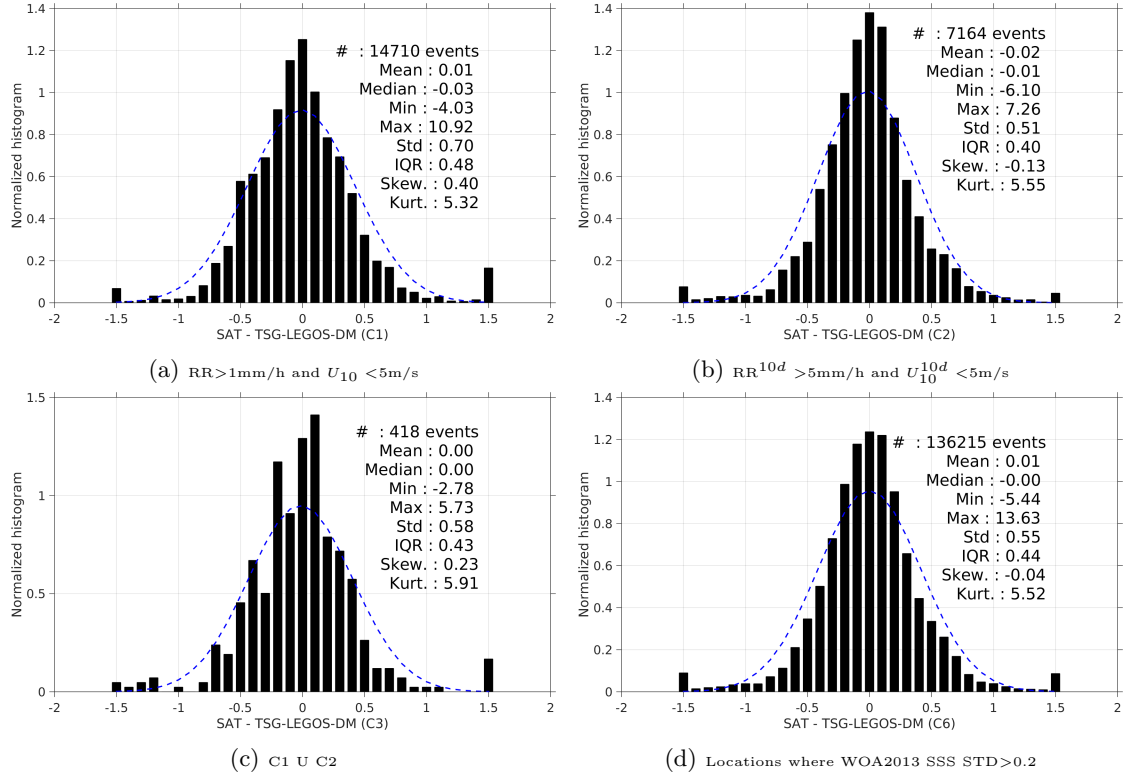 1.4
1.2
1
0.8
0.6
0.4
0.2
0
Normalized histogram
# : 14710 events
Mean : 0.01
Median : -0.03
Min : -4.03
Max : 10.92
Std : 0.70
IQR : 0.48
Skew. : 0.40
Kurt. : 5.32
-2 -1.5 -1 -0.5 0 0.5 1 1.5 2
SAT - TSG-LEGOS-DM (C1)
(a) RR>1mm/h and U10 <5m/s
1.4
1.2
1
0.8
0.6
0.4
0.2
0
Normalized histogram
# : 7164 events
Mean : -0.02
Median : -0.01
Min : -6.10
Max : 7.26
Std : 0.51
IQR : 0.40
Skew. : -0.13
Kurt. : 5.55
-2 -1.5 -1 -0.5 0 0.5 1 1.5 2
SAT - TSG-LEGOS-DM (C2)
(b) RR^10d >5mm/h and U_10^10d <5m/s
1.5
1
0.5
0
Normalized histogram
# : 418 events
Mean : 0.00
Median : 0.00
Min : -2.78
Max : 5.73
Std : 0.58
IQR : 0.43
Skew. : 0.23
Kurt. : 5.91
-2 -1.5 -1 -0.5 0 0.5 1 1.5 2
SAT - TSG-LEGOS-DM (C3)
(c) C1 U C2
1.4
1.2
1
0.8
0.6
0.4
0.2
0
Normalized histogram
# : 136215 events
Mean : 0.01
Median : -0.00
Min : -5.44
Max : 13.63
Std : 0.55
IQR : 0.44
Skew. : -0.04
Kurt. : 5.52
-2 -1.5 -1 -0.5 0 0.5 1 1.5 2
SAT - TSG-LEGOS-DM (C6)
(d) Locations where WOA2013 SSS STD>0.2